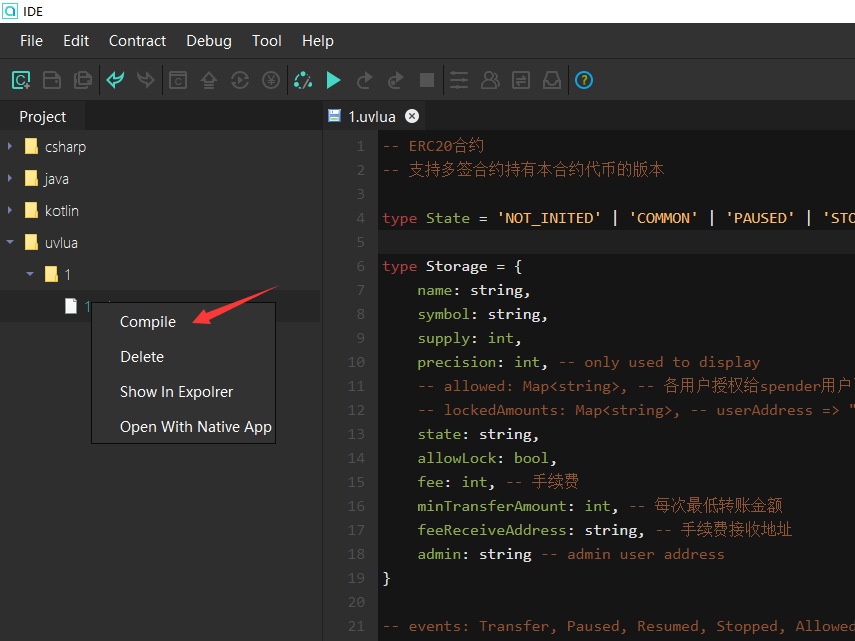 IDE
File Edit Contract Debug Tool Help
Project
1.uvlua
csharp
java
kotlin
uvlua
1
1
Compile
Delete
Show In Expolrer
Open With Native App
1 -- ERC20合约
2 -- 支持多签合约持有本合约代币的版本
3
4 type State = 'NOT_INITED' | 'COMMON' | 'PAUSED' | 'STO
5
6 type Storage = {
7 name: string,
8 symbol: string,
9 supply: int,
10 precision: int, -- only used to display
11 -- allowed: Map<string>, -- 各用户授权给spender用户
12 -- lockedAmounts: Map<string>, -- userAddress => "
13 state: string,
14 allowLock: bool,
15 fee: int, -- 手续费
16 minTransferAmount: int, -- 每次最低转账金额
17 feeReceiveAddress: string, -- 手续费接收地址
18 admin: string -- admin user address
19 }
20
21 -- events: Transfer, Paused, Resumed, Stopped, Allowed